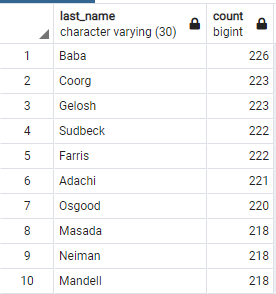 last_name count
character varying (30) bigint
1 Baba 226
2 Coorg 223
3 Gelosh 223
4 Sudbeck 222
5 Farris 222
6 Adachi 221
7 Osgood 220
8 Masada 218
9 Neiman 218
10 Mandell 218